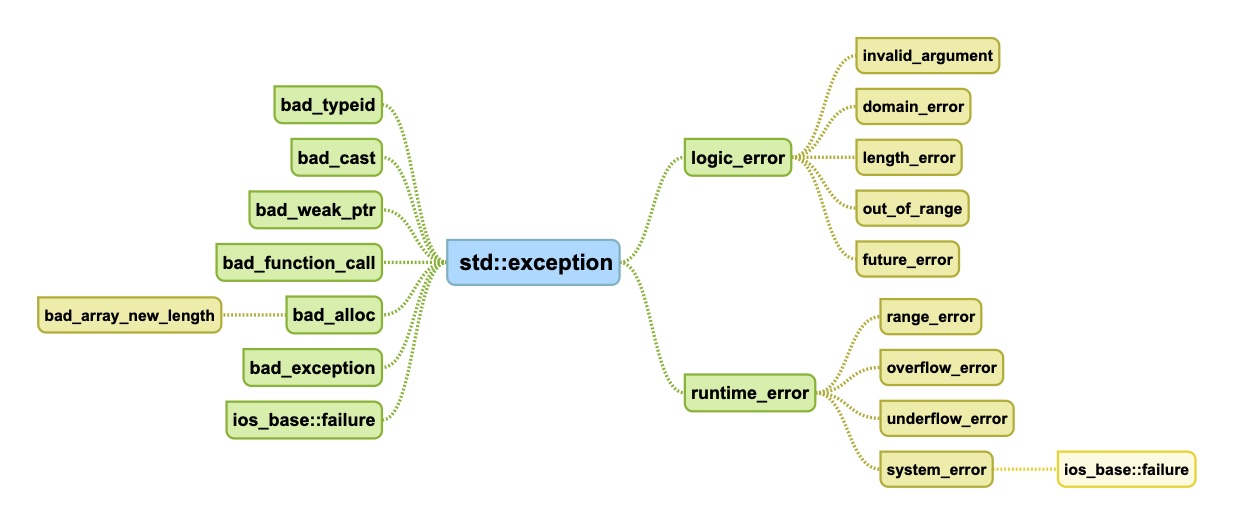 std::exception
bad_typeid
bad_cast
bad_weak_ptr
bad_function_call
bad_alloc
bad_array_new_length
bad_exception
ios_base::failure
logic_error
invalid_argument
domain_error
length_error
out_of_range
future_error
runtime_error
range_error
overflow_error
underflow_error
system_error
ios_base::failure